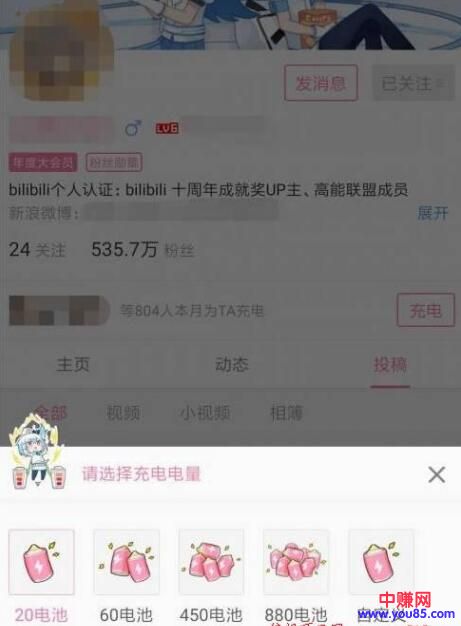 发消息
已关注
LV6
年度大会员
粉丝勋章
bilibili个人认证：bilibili 十周年成就奖UP主、高能联盟成员
新浪微博：
展开
24 关注 535.7万 粉丝
等804人本月为TA充电
充电
主页 动态 投稿
全部 视频 小视频 相簿
请选择充电电量
20电池 60电池 450电池 880电池 自定义
中赚网
www.you85.com